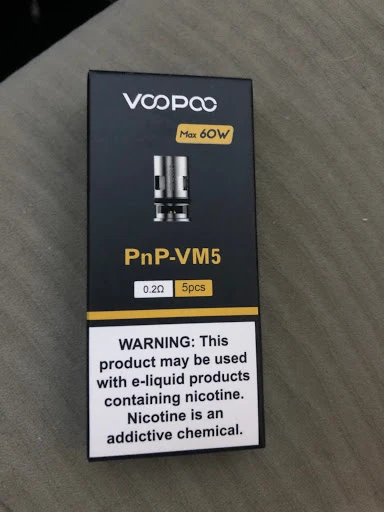 VOOPOO
Max 60W
PnP-VM5
0.2Ω 5pcs
WARNING: This
product may be used
with e-liquid products
containing nicotine.
Nicotine is an
addictive chemical.